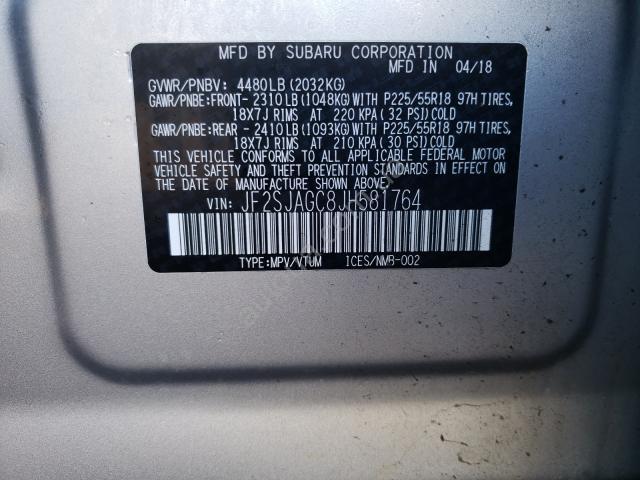 MFD BY SUBARU CORPORATION
MFD IN 04/18
GVWR/PNBV: 4480LB (2032KG)
GAWR/PNBE:FRONT- 2310LB (1048KG) WITH P225/55R18 97H TIRES,
18X7J RIMS AT 220 KPA ( 32 PSI) COLD
GAWR/PNBE:REAR - 2410LB (1093KG) WITH P225/55R18 97H TIRES,
18X7J RIMS AT 210 KPA ( 30 PSI) COLD
THIS VEHICLE CONFORMS TO ALL APPLICABLE FEDERAL MOTOR
VEHICLE SAFETY, BUMPER, AND THEFT PREVENTION STANDARDS
IN EFFECT ON THE DATE OF MANUFACTURE SHOWN ABOVE.
VIN: JF2SJAGC8JH581764
TYPE:MPV/VTUM ICES/NMB-002